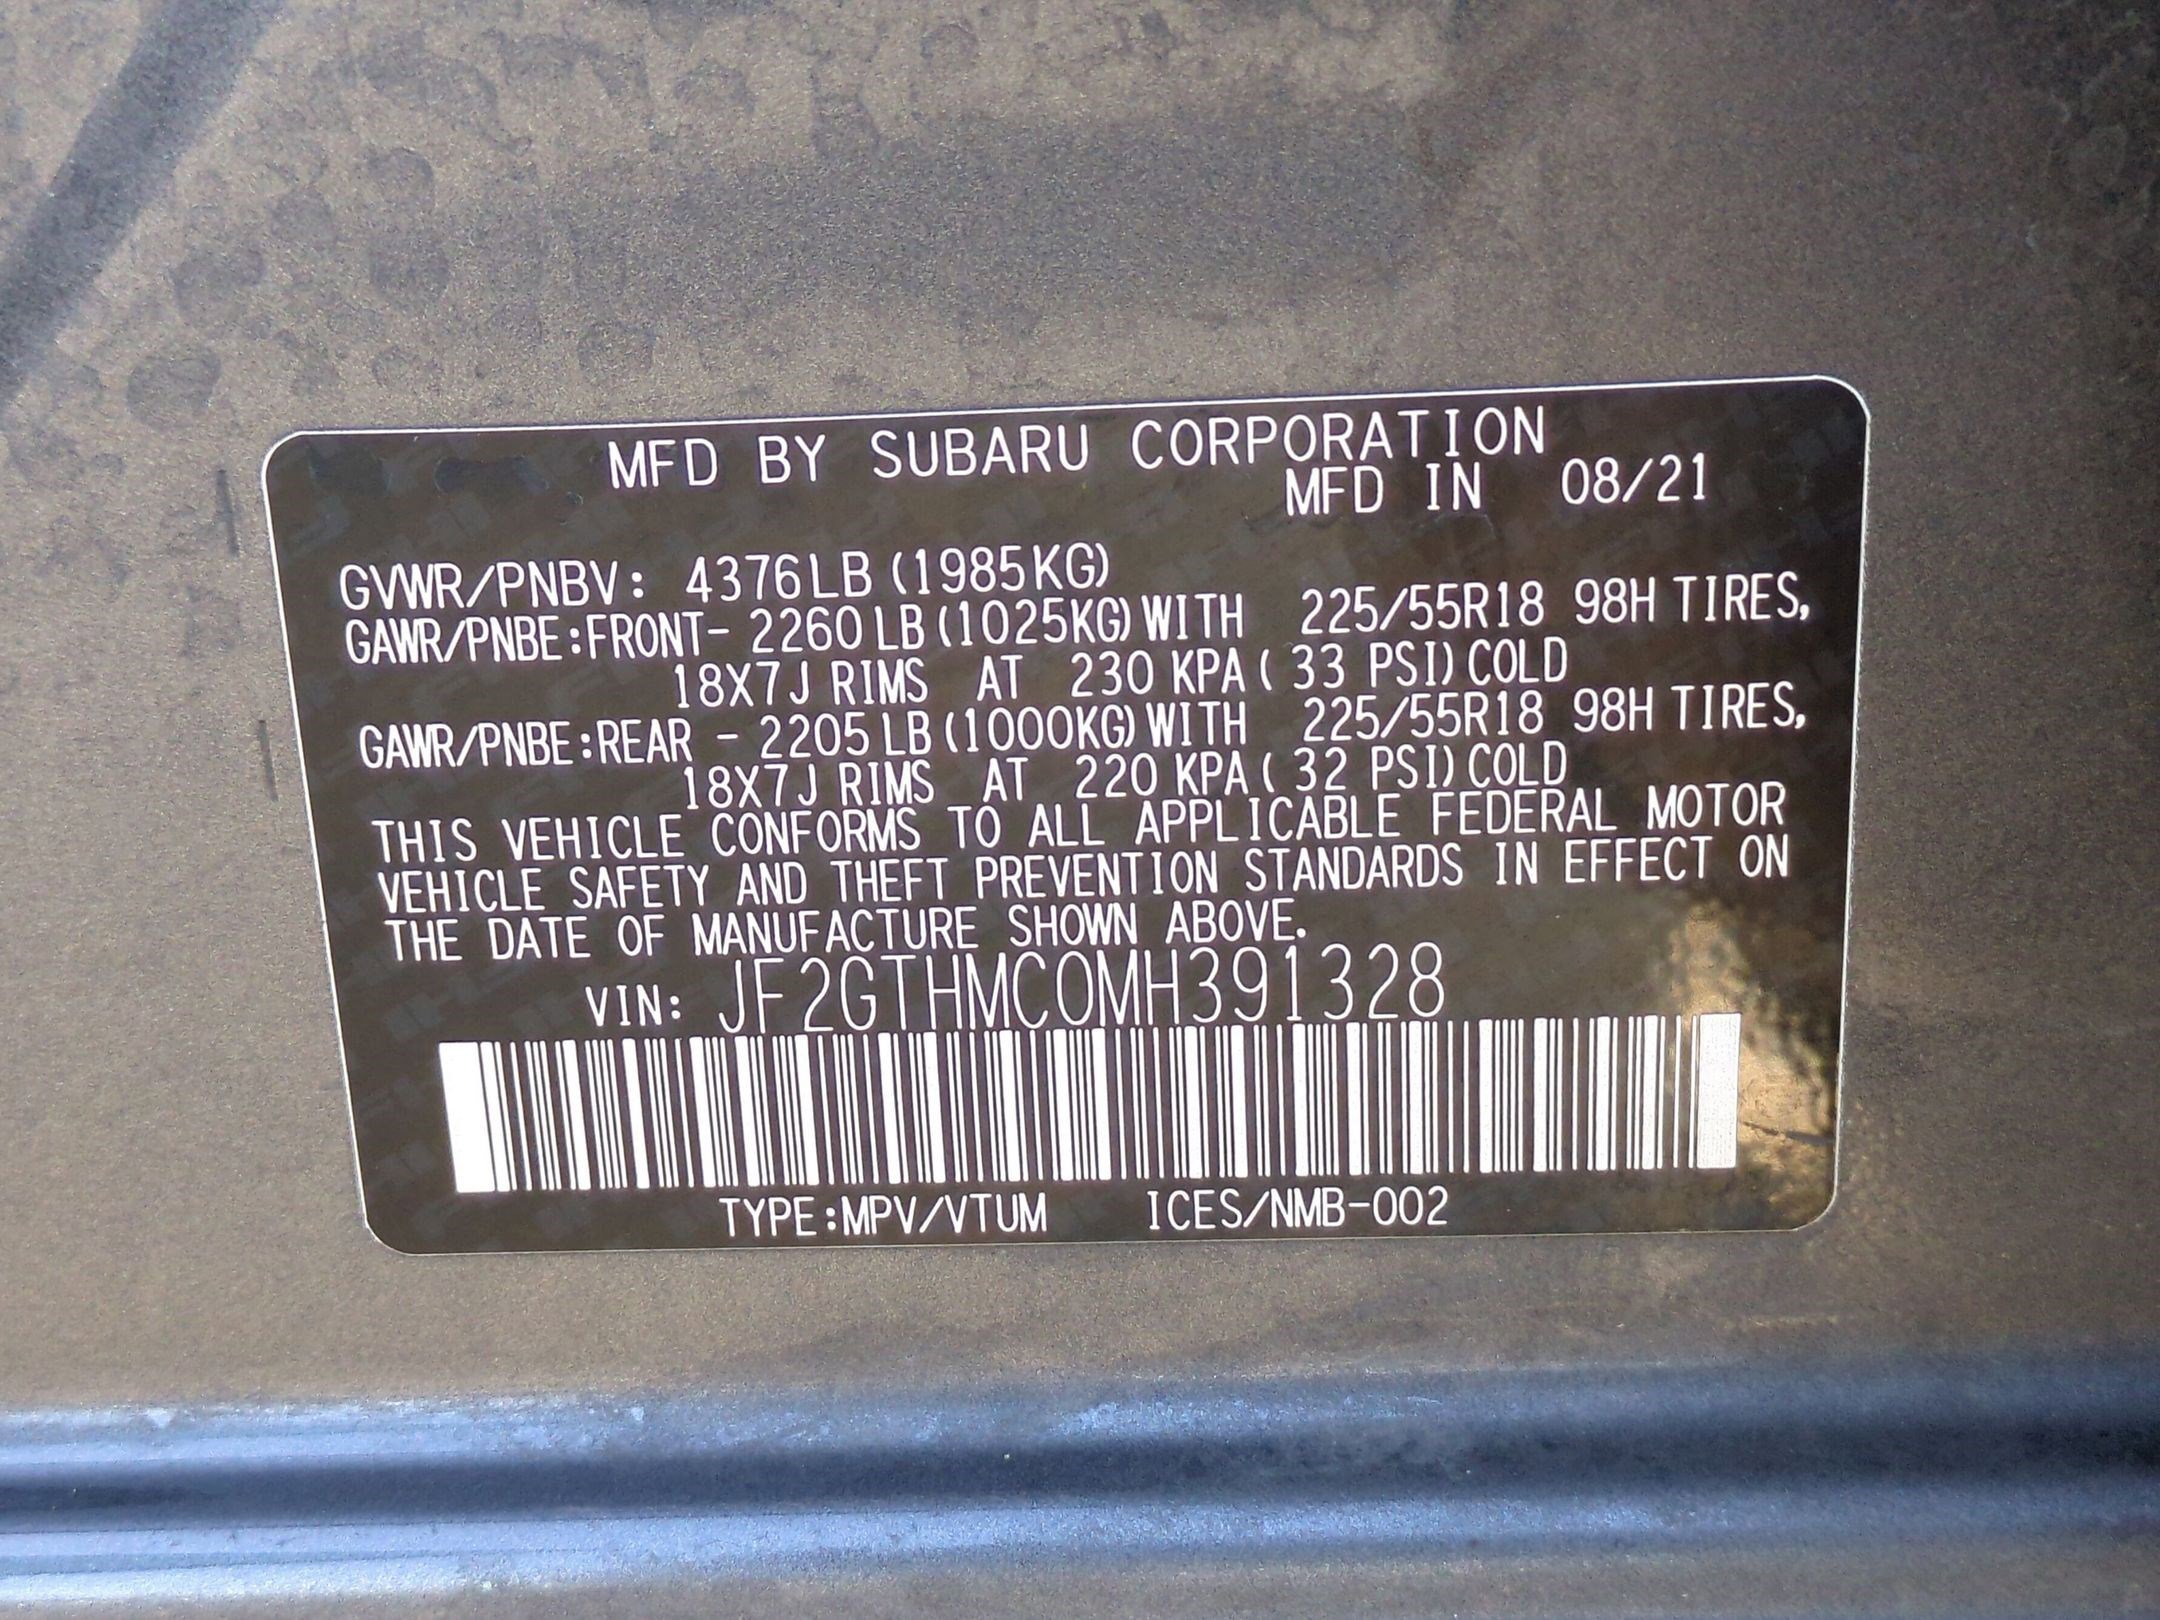 MFD BY SUBARU CORPORATION
MFD IN 08/21
GVWR/PNBV: 4376LB (1985KG)
GAWR/PNBE:FRONT- 2260 LB (1025KG) WITH 225/55R18 98H TIRES,
18X7J RIMS AT 230 KPA ( 33 PSI) COLD
GAWR/PNBE:REAR - 2205 LB (1000KG) WITH 225/55R18 98H TIRES,
18X7J RIMS AT 220 KPA ( 32 PSI) COLD
THIS VEHICLE CONFORMS TO ALL APPLICABLE FEDERAL MOTOR
VEHICLE SAFETY AND THEFT PREVENTION STANDARDS IN EFFECT ON
THE DATE OF MANUFACTURE SHOWN ABOVE.
VIN: JF2GTHMC0MH391328
TYPE:MPV/VTUM ICES/NMB-002